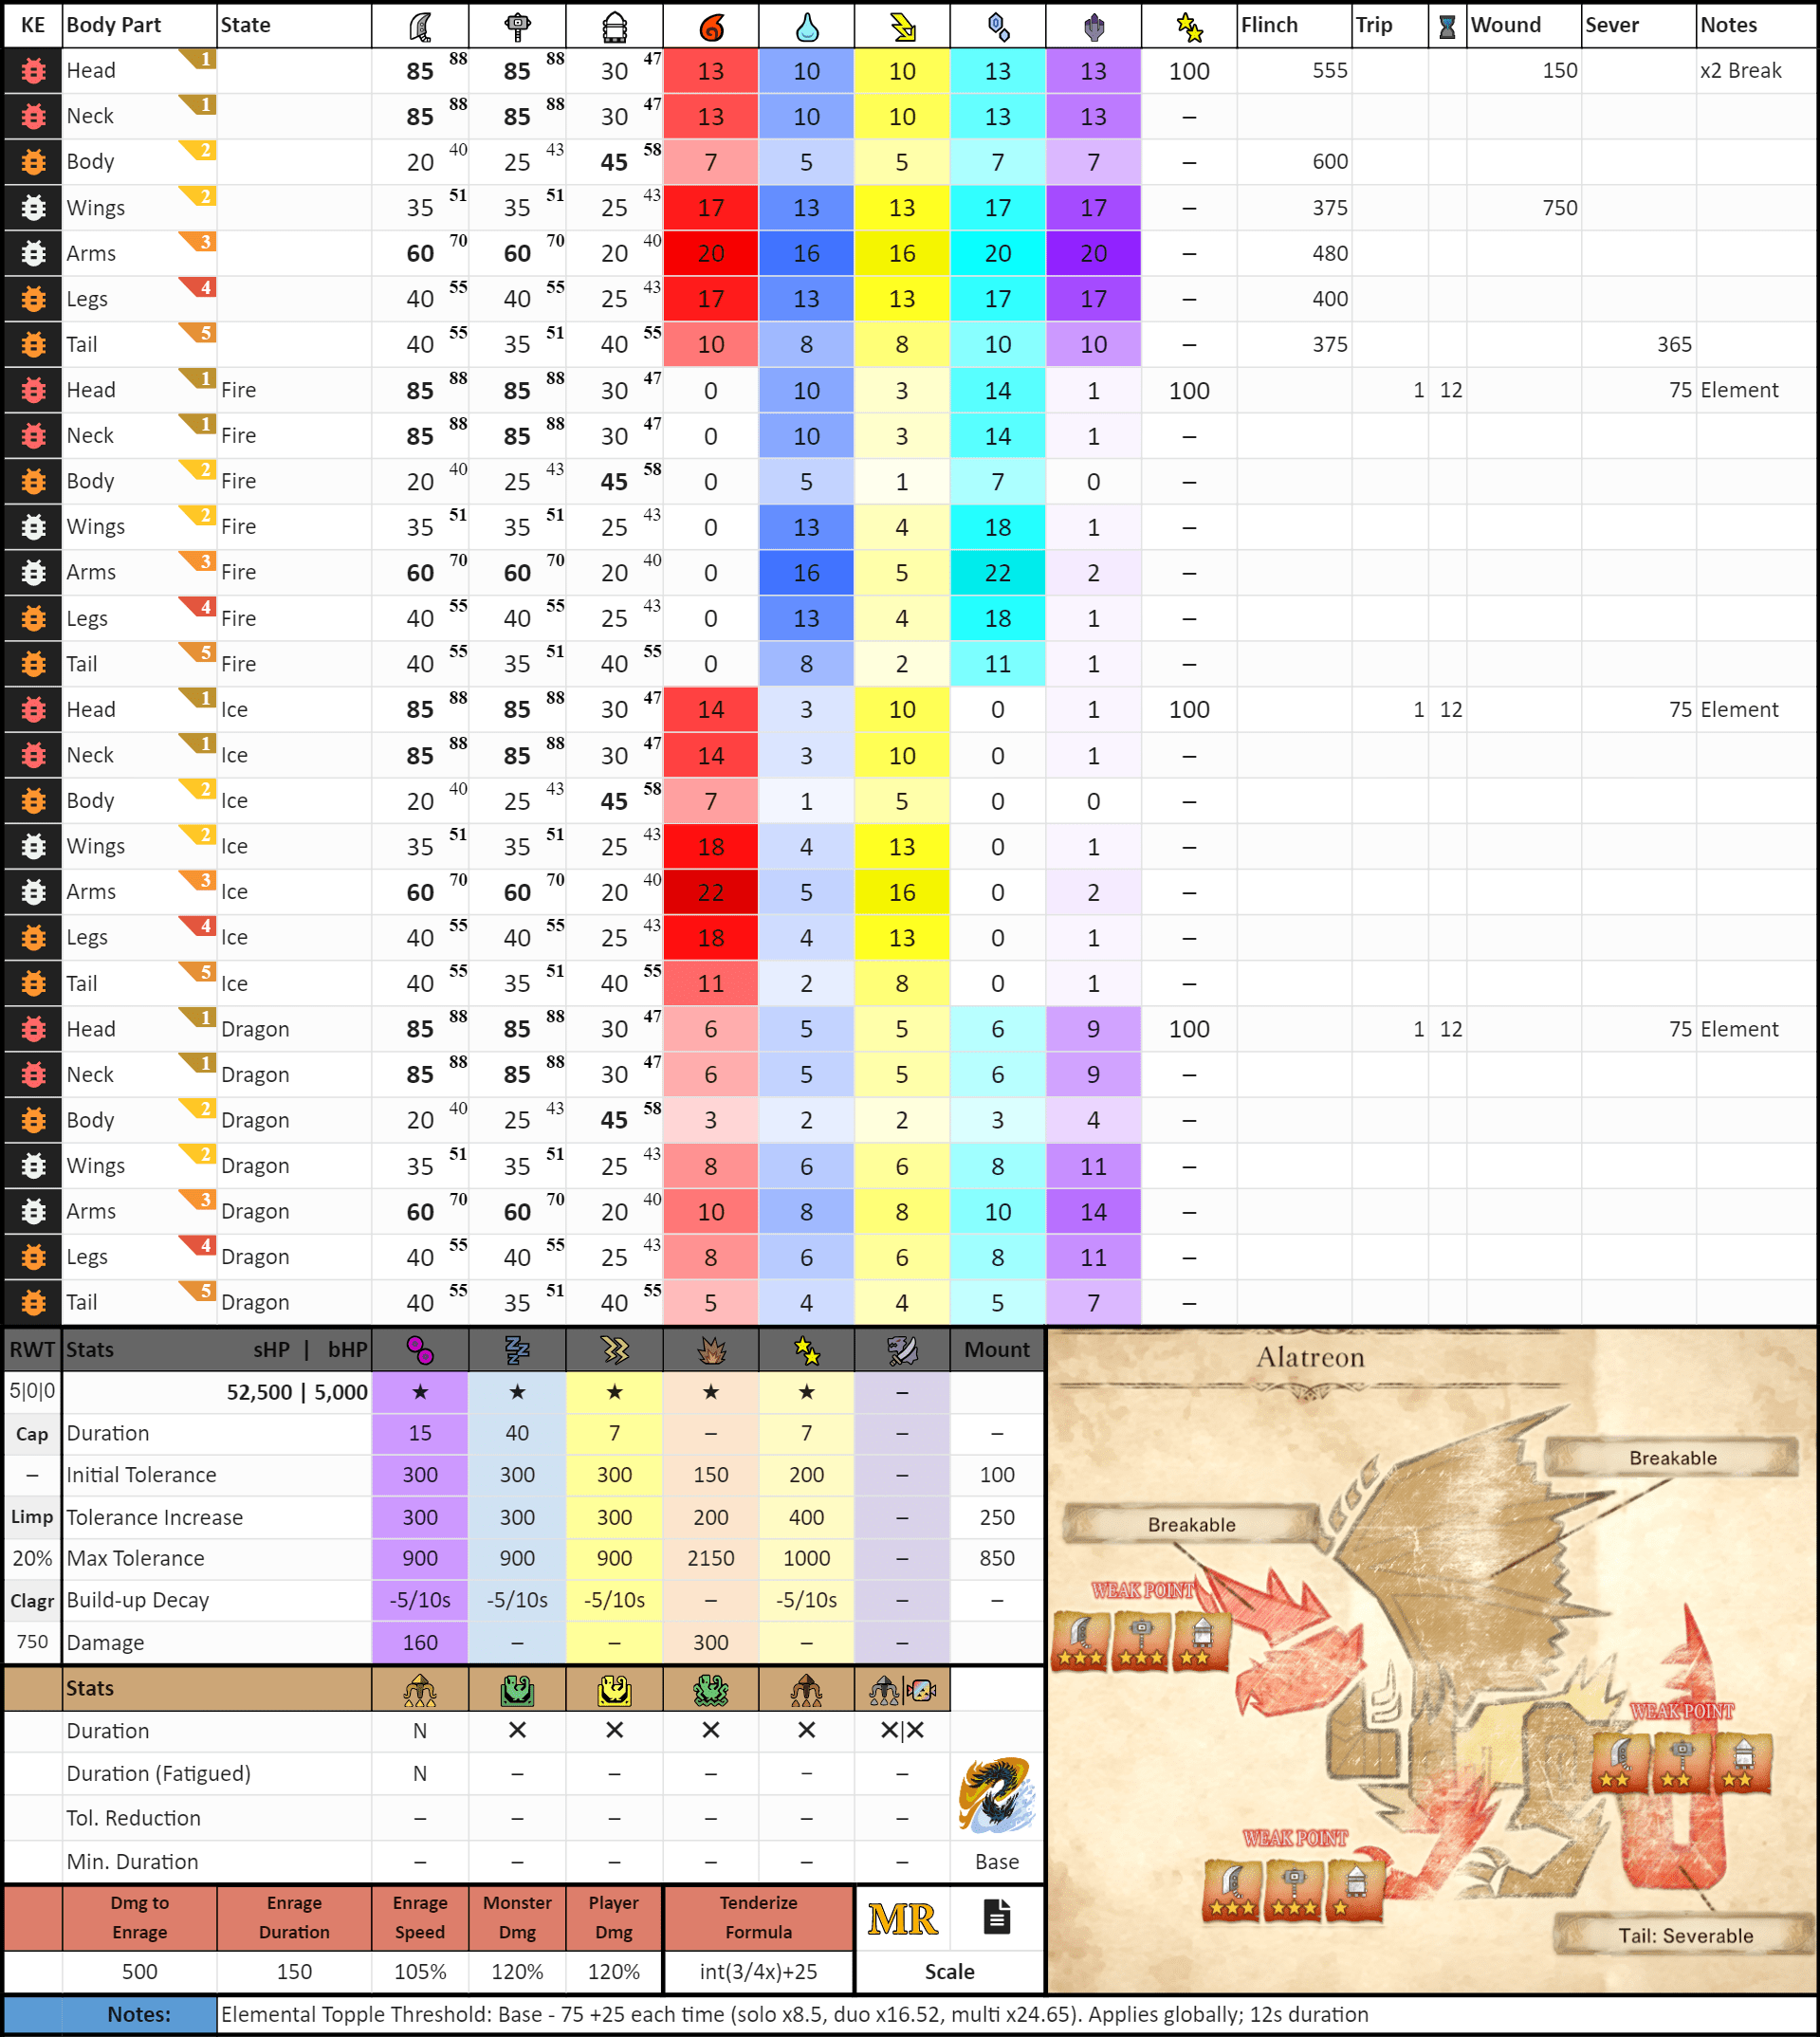 KE Body Part State Flinch Trip Wound Sever Notes
Head 1 85 88 85 88 30 47 13 10 10 13 13 100 555 150 x2 Break
Neck 1 85 88 85 88 30 47 13 10 10 13 13 –
Body 2 20 40 25 43 45 58 7 5 5 7 7 – 600
Wings 2 35 51 35 51 25 43 17 13 13 17 17 – 375 750
Arms 3 60 70 60 70 20 40 20 16 16 20 20 – 480
Legs 4 40 55 40 55 25 43 17 13 13 17 17 – 400
Tail 5 40 55 35 51 40 55 10 8 8 10 10 – 375 365
Head 1 Fire 85 88 85 88 30 47 0 10 3 14 1 100 1 12 75 Element
Neck 1 Fire 85 88 85 88 30 47 0 10 3 14 1 –
Body 2 Fire 20 40 25 43 45 58 0 5 1 7 0 –
Wings 2 Fire 35 51 35 51 25 43 0 13 4 18 1 –
Arms 3 Fire 60 70 60 70 20 40 0 16 5 22 2 –
Legs 4 Fire 40 55 40 55 25 43 0 13 4 18 1 –
Tail 5 Fire 40 55 35 51 40 55 0 8 2 11 1 –
Head 1 Ice 85 88 85 88 30 47 14 3 10 0 1 100 1 12 75 Element
Neck 1 Ice 85 88 85 88 30 47 14 3 10 0 1 –
Body 2 Ice 20 40 25 43 45 58 7 1 5 0 0 –
Wings 2 Ice 35 51 35 51 25 43 18 4 13 0 1 –
Arms 3 Ice 60 70 60 70 20 40 22 5 16 0 2 –
Legs 4 Ice 40 55 40 55 25 43 18 4 13 0 1 –
Tail 5 Ice 40 55 35 51 40 55 11 2 8 0 1 –
Head 1 Dragon 85 88 85 88 30 47 6 5 5 6 9 100 1 12 75 Element
Neck 1 Dragon 85 88 85 88 30 47 6 5 5 6 9 –
Body 2 Dragon 20 40 25 43 45 58 3 2 2 3 4 –
Wings 2 Dragon 35 51 35 51 25 43 8 6 6 8 11 –
Arms 3 Dragon 60 70 60 70 20 40 10 8 8 10 14 –
Legs 4 Dragon 40 55 40 55 25 43 8 6 6 8 11 –
Tail 5 Dragon 40 55 35 51 40 55 5 4 4 5 7 –
RWT Stats sHP | bHP Mount
5|0|0 52,500 | 5,000 ★ ★ ★ ★ ★ –
Cap Duration 15 40 7 – 7 – –
– Initial Tolerance 300 300 300 150 200 – 100
Limp Tolerance Increase 300 300 300 200 400 – 250
20% Max Tolerance 900 900 900 2150 1000 – 850
Clagr Build-up Decay -5/10s -5/10s -5/10s – -5/10s – –
750 Damage 160 – – 300 – –
Stats
Duration N ✕ ✕ ✕ ✕ ✕|✕
Duration (Fatigued) N – – – – –
Tol. Reduction – – – – – –
Min. Duration – – – – – – Base
Dmg to Enrage Enrage Duration Enrage Speed Monster Dmg Player Dmg Tenderize Formula MR
500 150 105% 120% 120% int(3/4x)+25 Scale
Alatreon
Breakable
Breakable
WEAK POINT
WEAK POINT
WEAK POINT
Tail: Severable
Notes: Elemental Topple Threshold: Base - 75 +25 each time (solo x8.5, duo x16.52, multi x24.65). Applies globally; 12s duration